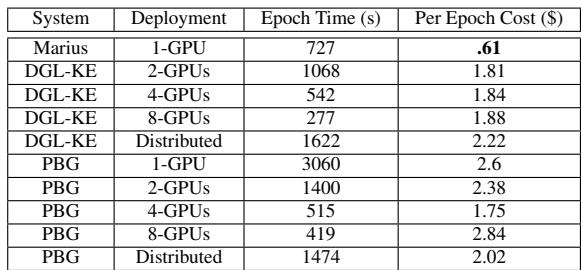 System Deployment Epoch Time (s) Per Epoch Cost ($)
Marius 1-GPU 727 .61
DGL-KE 2-GPUs 1068 1.81
DGL-KE 4-GPUs 542 1.84
DGL-KE 8-GPUs 277 1.88
DGL-KE Distributed 1622 2.22
PBG 1-GPU 3060 2.6
PBG 2-GPUs 1400 2.38
PBG 4-GPUs 515 1.75
PBG 8-GPUs 419 2.84
PBG Distributed 1474 2.02